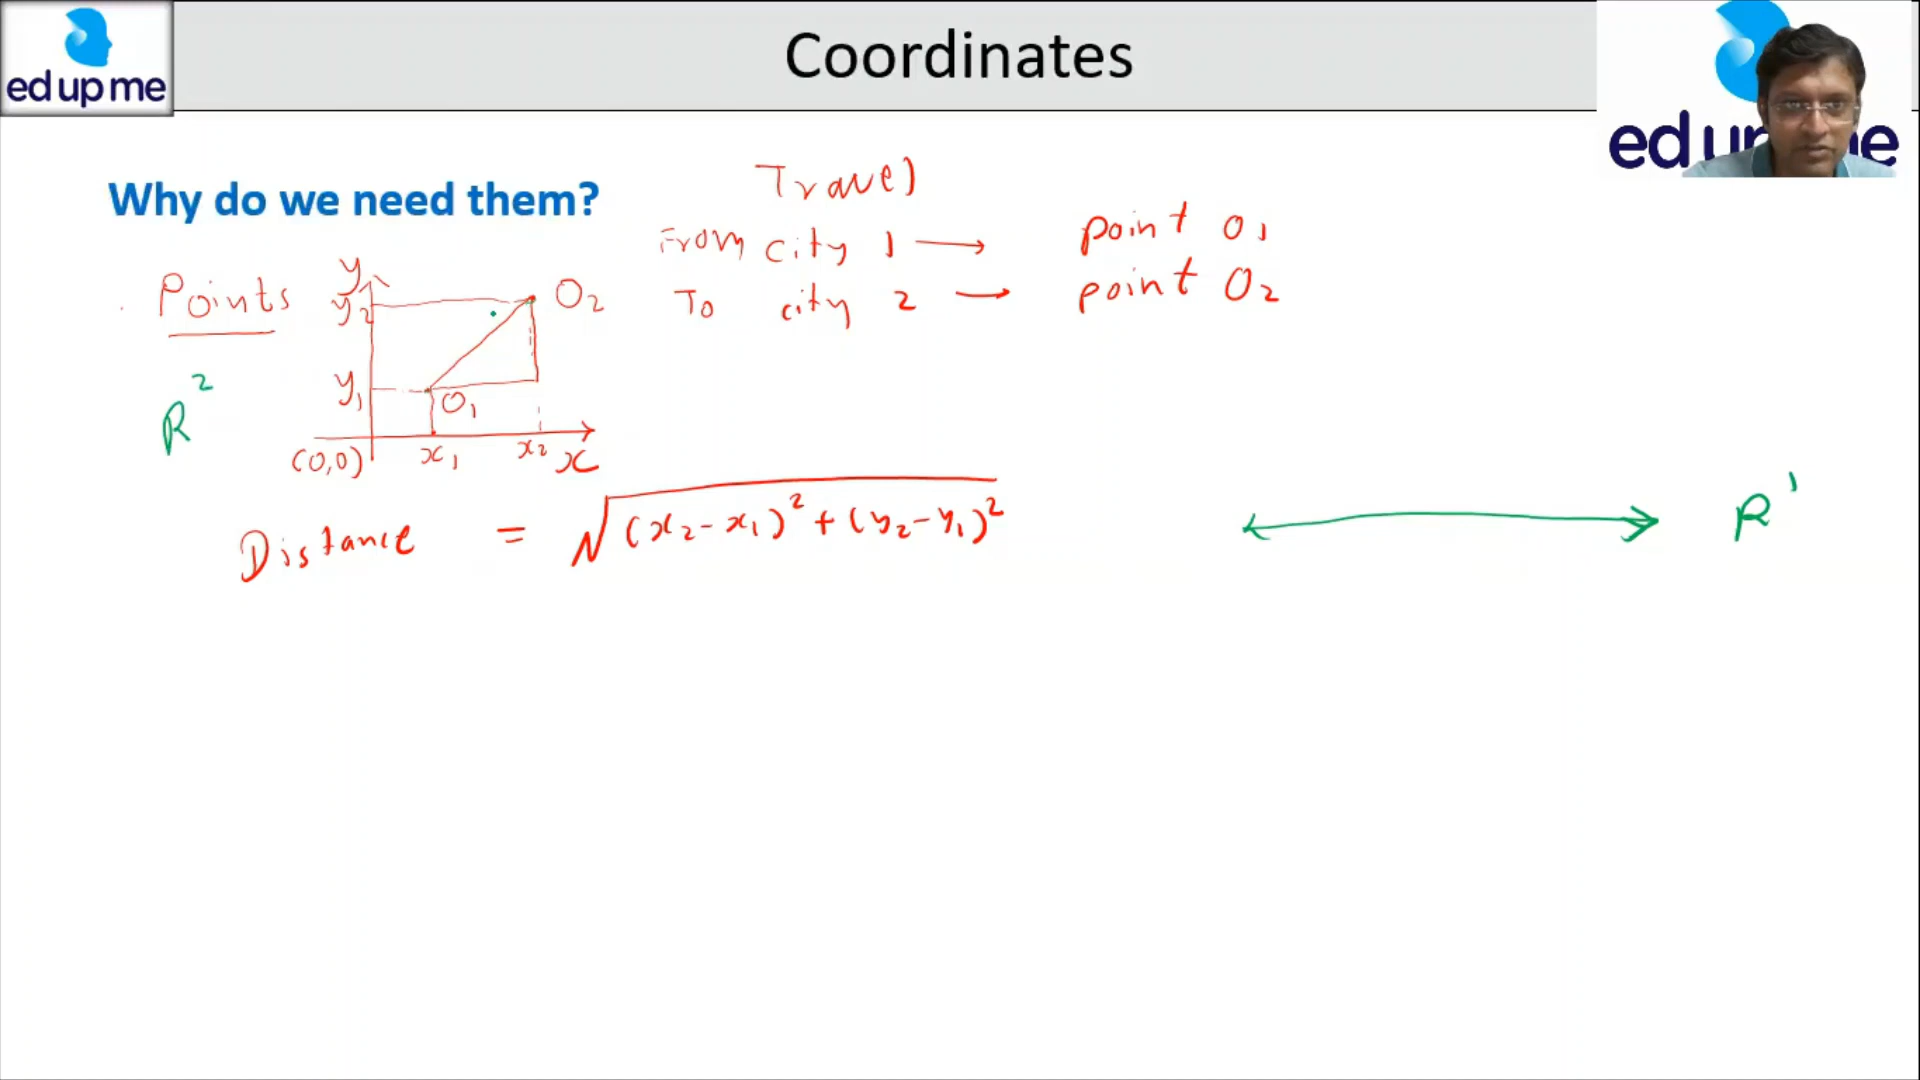 Coordinates
ed up me
ed up me
Why do we need them?
Travel
From city 1 → point O1
To city 2 → point O2
Points
R²
y
y2
y1
O2
O1
(0,0)
x1
x2
x
Distance = √(x2-x1)² + (y2-y1)²
R¹